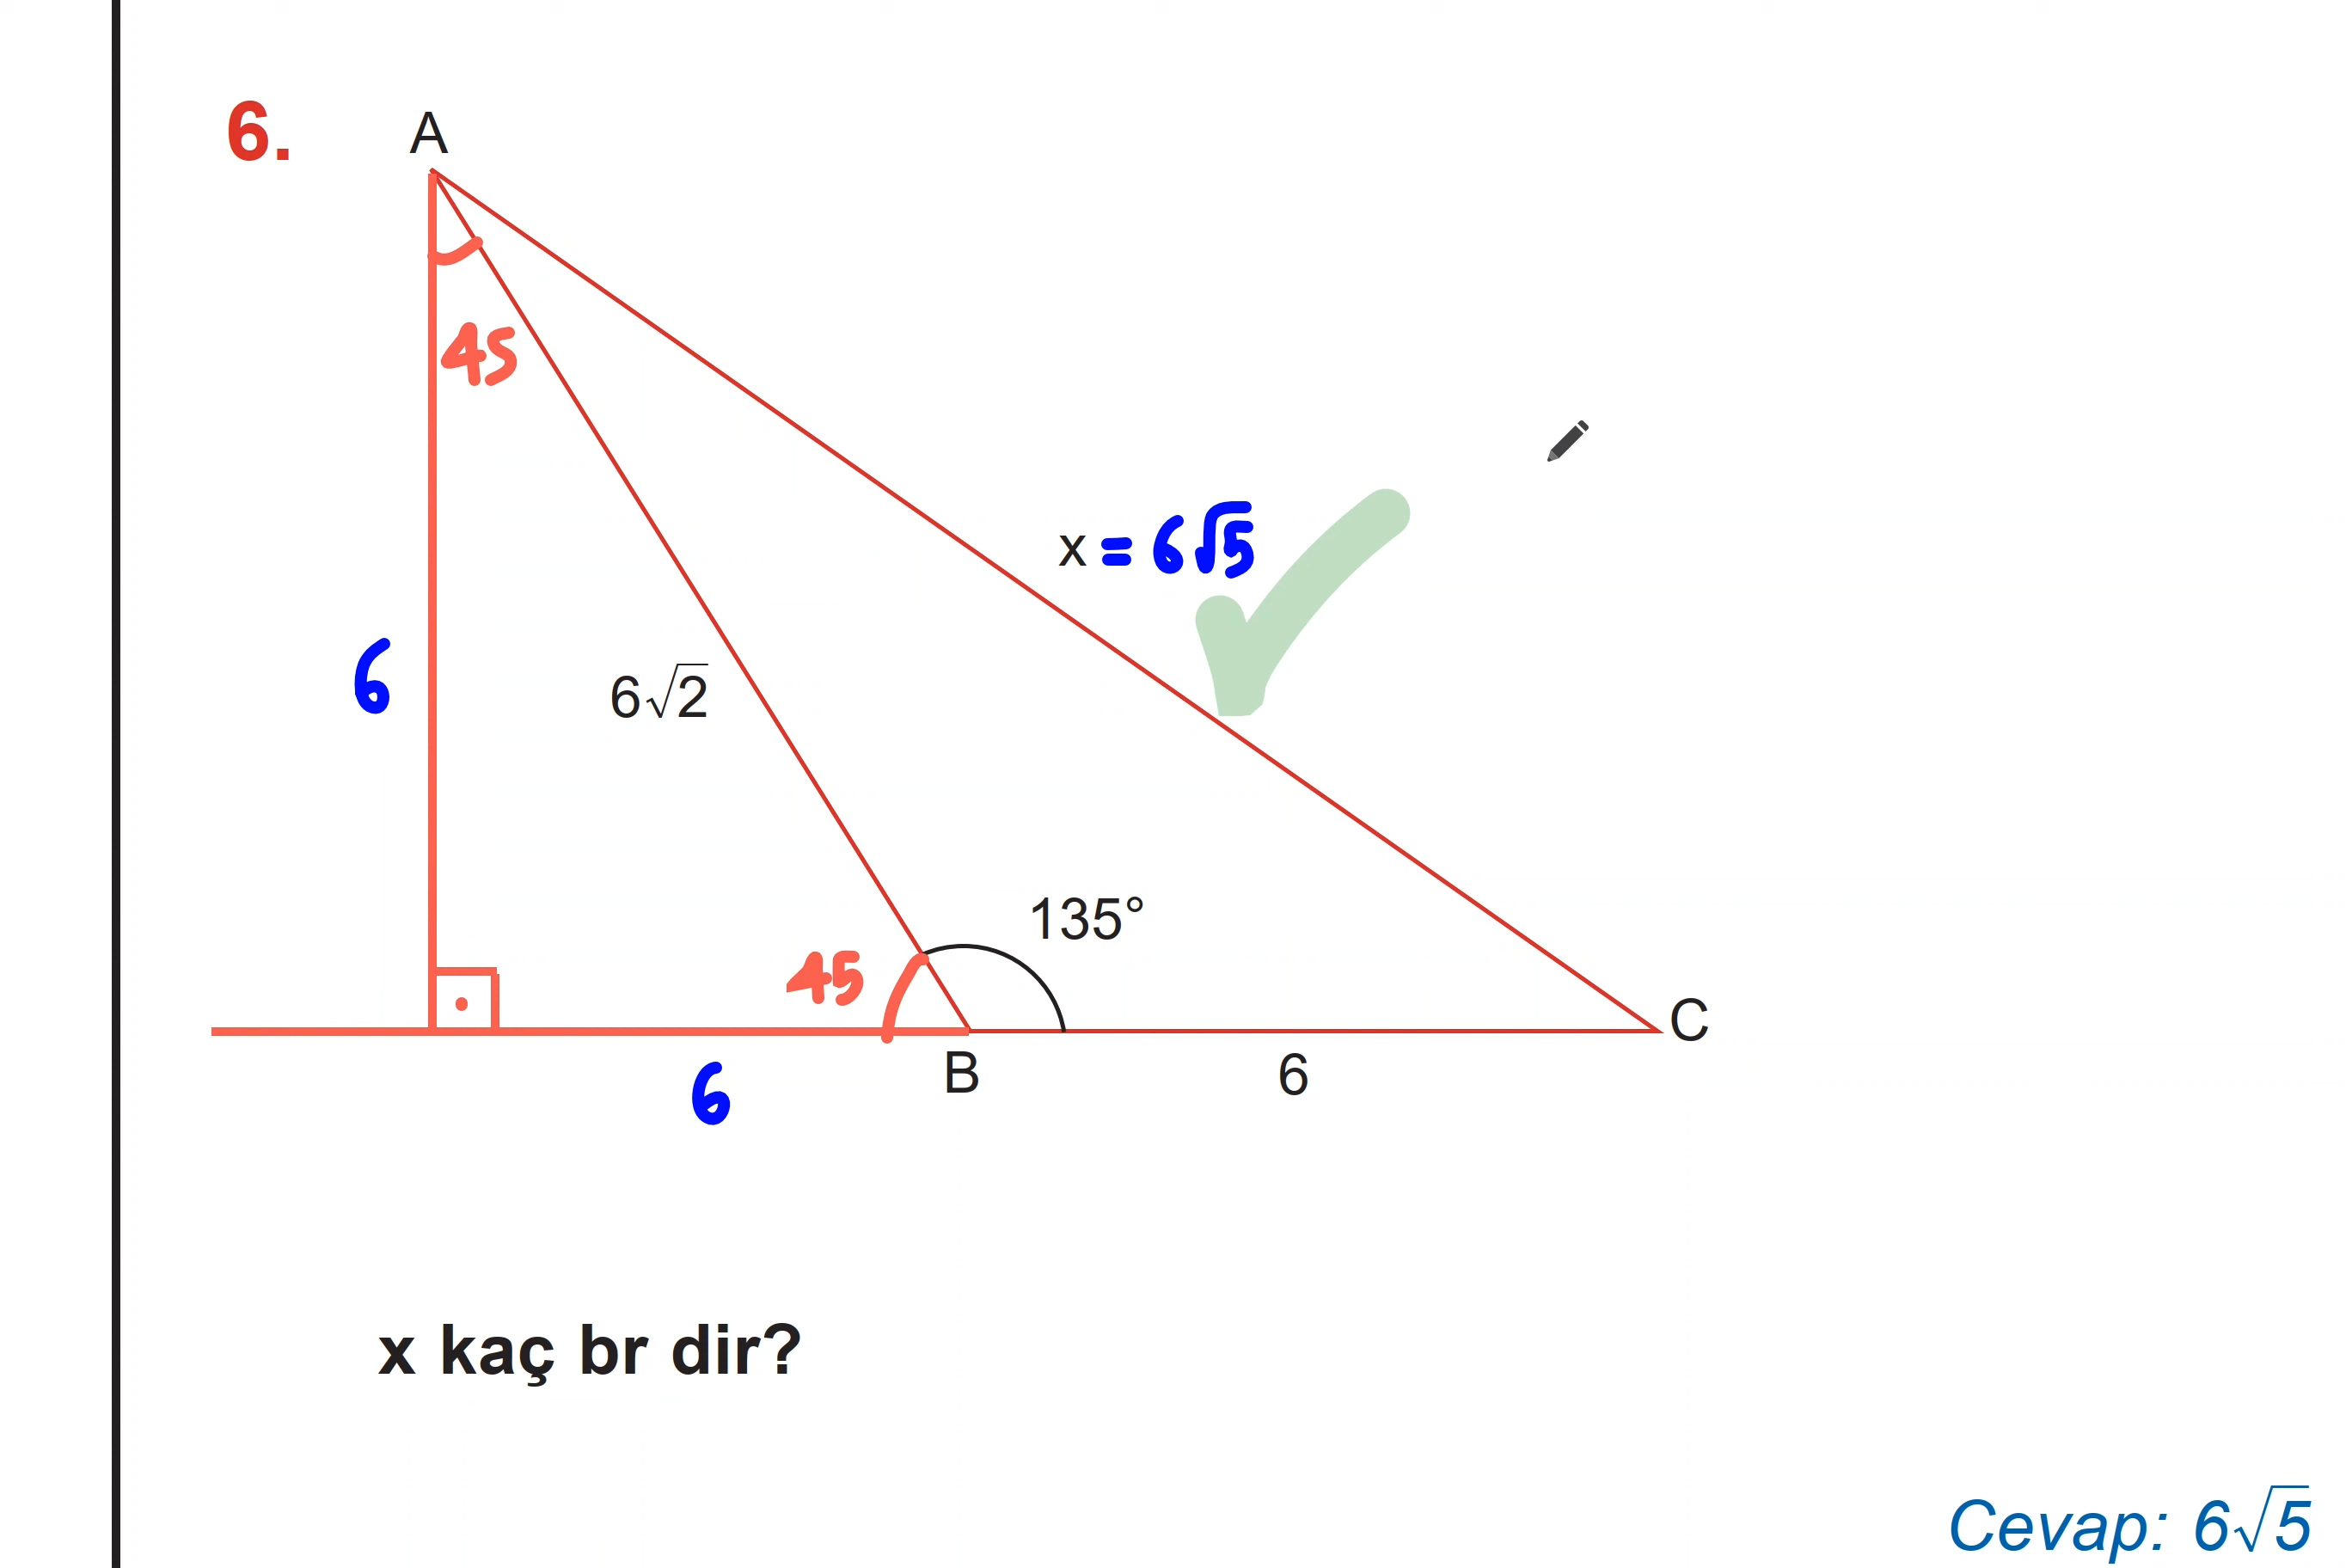 6.
A
45
x = 6√5
6
6√2
135°
45
C
B
6
6
x kaç br dir?
Cevap: 6√5